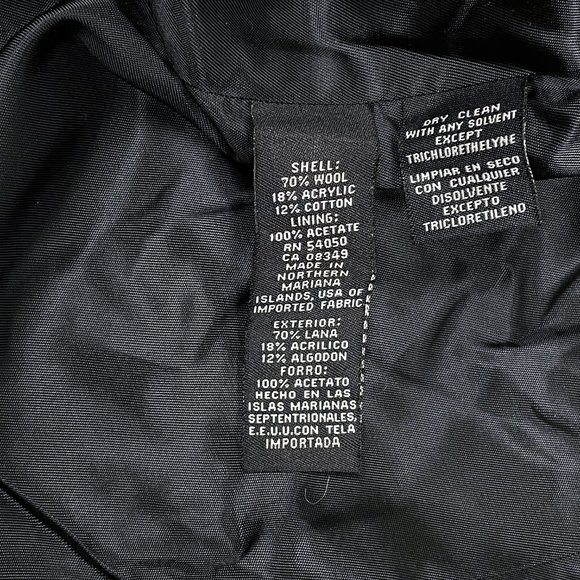 SHELL:
70% WOOL
18% ACRYLIC
12% COTTON
LINING:
100% ACETATE
RN 54050
CA 08349
MADE IN
NORTHERN
MARIANA
ISLANDS, USA OF
IMPORTED FABRIC
EXTERIOR:
70% LANA
18% ACRILICO
12% ALGODON
FORRO:
100% ACETATO
HECHO EN LAS
ISLAS MARIANAS
SEPTENTRIONALES,
E.E.U.U.CON TELA
IMPORTADA
DRY CLEAN
WITH ANY SOLVENT
EXCEPT
TRICHLORETHELYNE
LIMPIAR EN SECO
CON CUALQUIER
DISOLVENTE
EXCEPTO
TRICLORETILENO